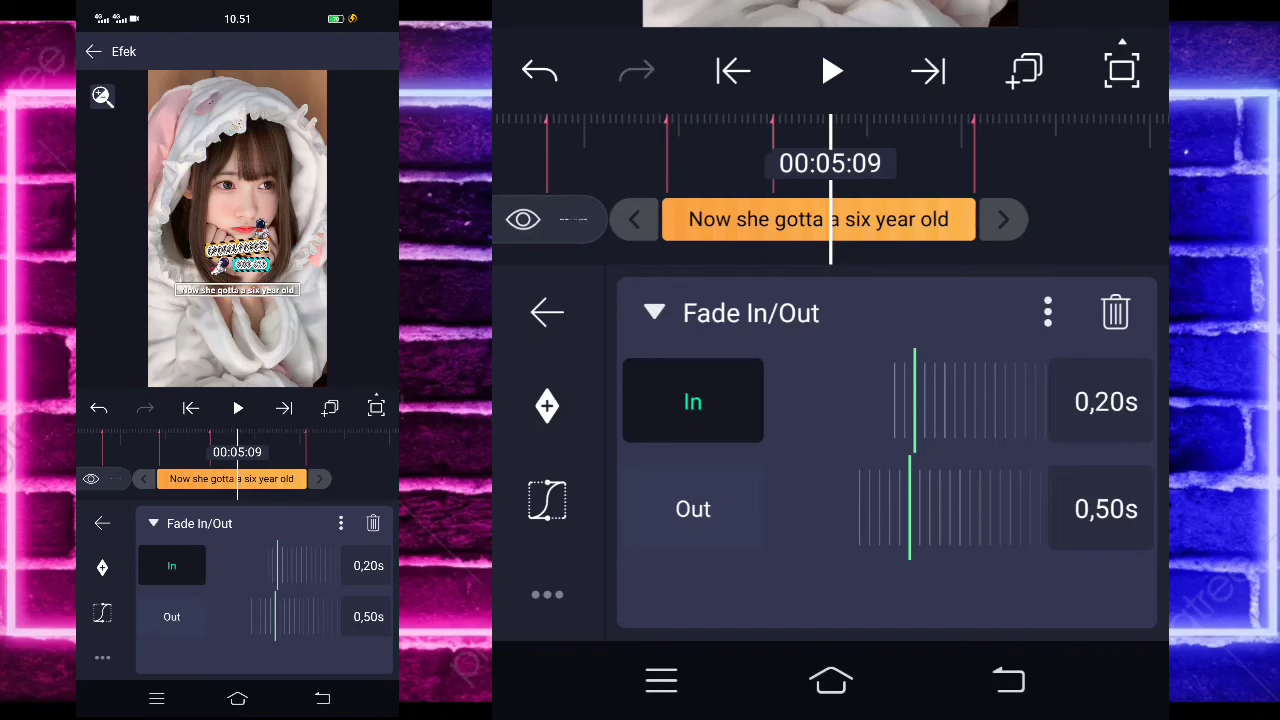 4G 4G
10.51
Efek
Now she gotta a six year old
00:05:09
Now she gotta a six year old
Fade In/Out
In
0,20s
Out
0,50s
00:05:09
Now she gotta a six year old
Fade In/Out
In
0,20s
Out
0,50s